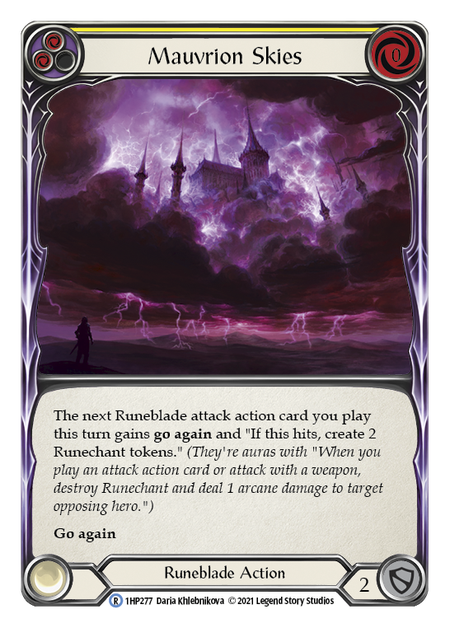 Mauvrion Skies
0
The next Runeblade attack action card you play
this turn gains go again and "If this hits, create 2
Runechant tokens." (They're auras with "When you
play an attack action card or attack with a weapon,
destroy Runechant and deal 1 arcane damage to target
opposing hero.")
Go again
Runeblade Action
2
R 1HP277 Daria Khlebnikova © 2021 Legend Story Studios